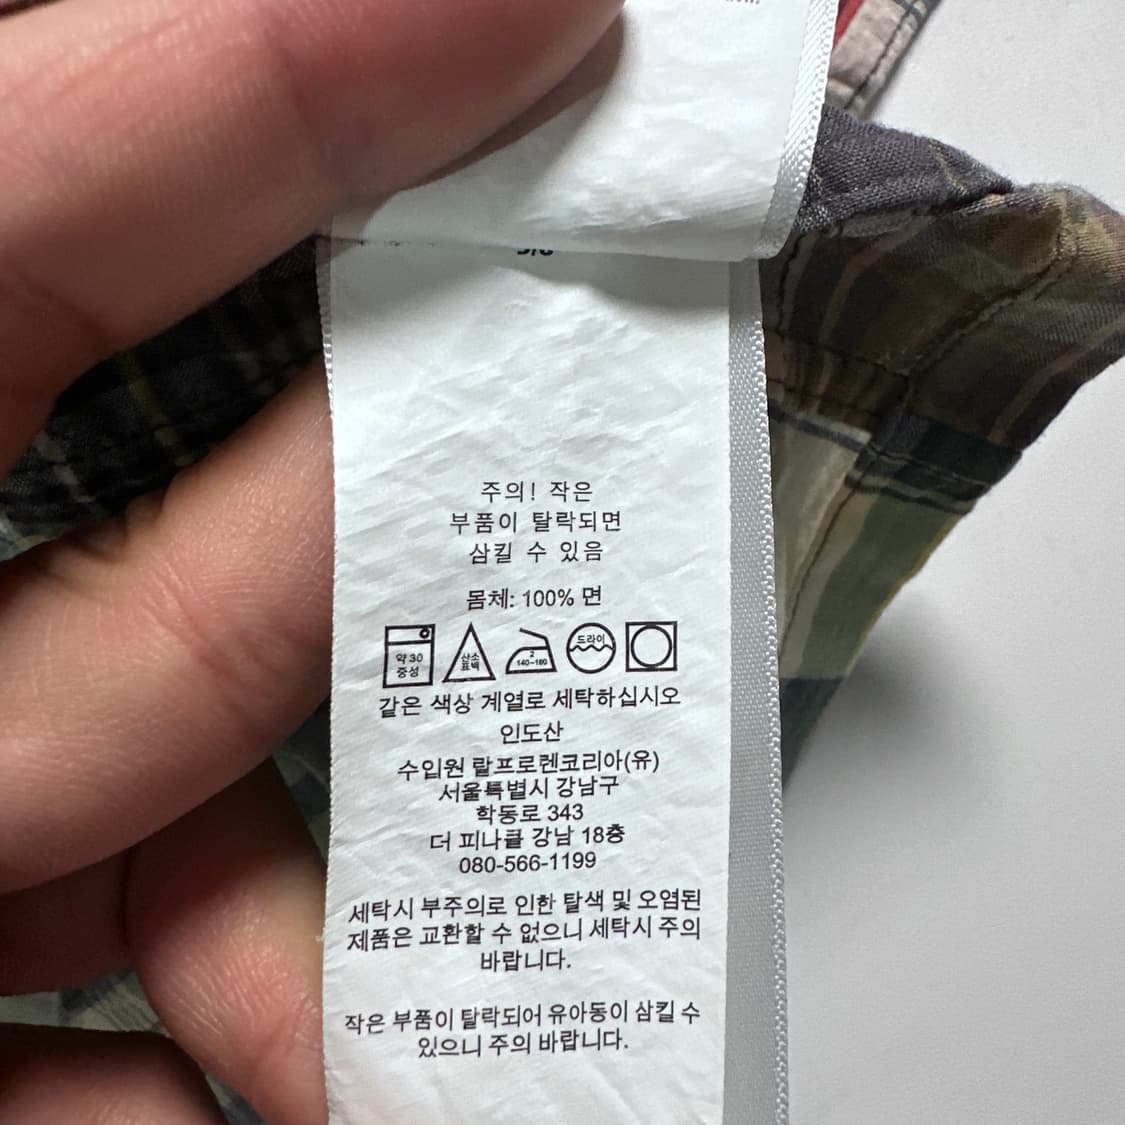 주의! 작은
부품이 탈락되면
삼킬 수 있음
몸체: 100% 면
약 30
중성
산소
표백
2
140~160
드라이
같은 색상 계열로 세탁하십시오
인도산
수입원 랄프로렌코리아(유)
서울특별시 강남구
학동로 343
더 피나클 강남 18층
080-566-1199
세탁시 부주의로 인한 탈색 및 오염된
제품은 교환할 수 없으니 세탁시 주의
바랍니다.
작은 부품이 탈락되어 유아동이 삼킬 수
있으니 주의 바랍니다.